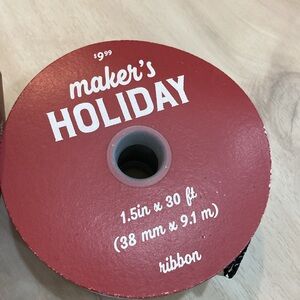 $9.99
maker's
HOLIDAY
1.5in x 30 ft
(38 mm x 9.1 m)
ribbon